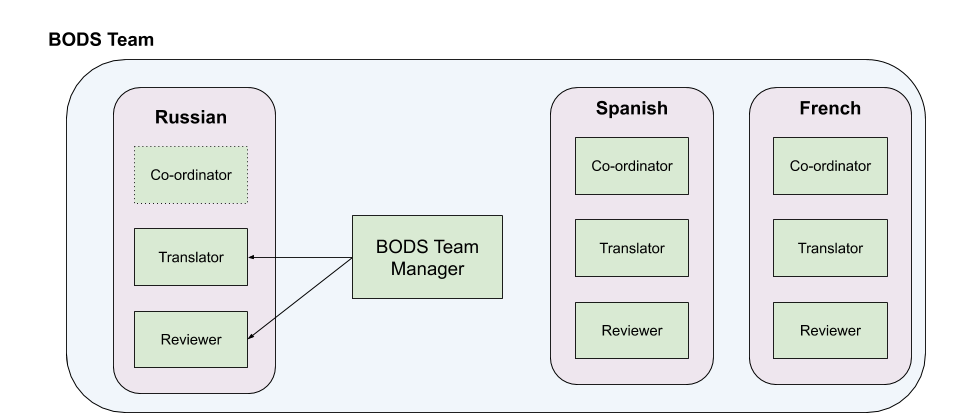 BODS Team
Russian
Co-ordinator
Translator
Reviewer
BODS Team
Manager
Spanish
Co-ordinator
Translator
Reviewer
French
Co-ordinator
Translator
Reviewer